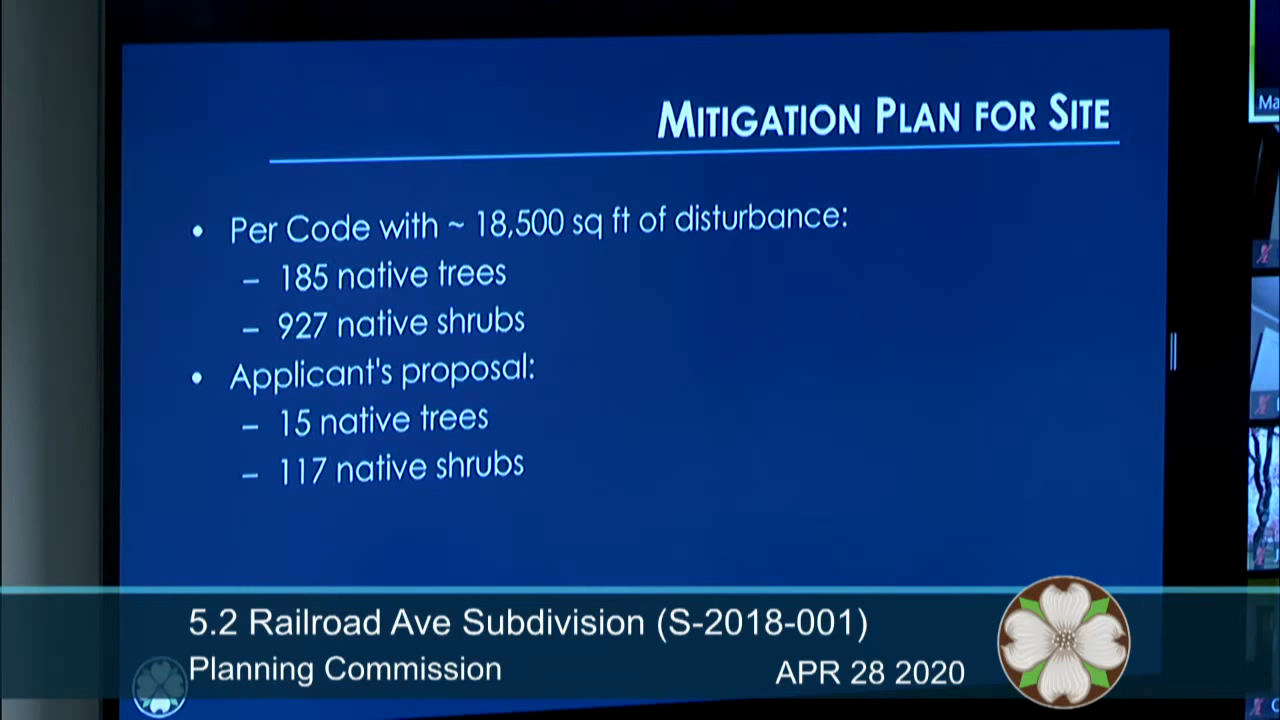 MITIGATION PLAN FOR SITE
• Per Code with ~ 18,500 sq ft of disturbance:
– 185 native trees
– 927 native shrubs
• Applicant's proposal:
– 15 native trees
– 117 native shrubs
Ma
5.2 Railroad Ave Subdivision (S-2018-001)
Planning Commission
APR 28 2020